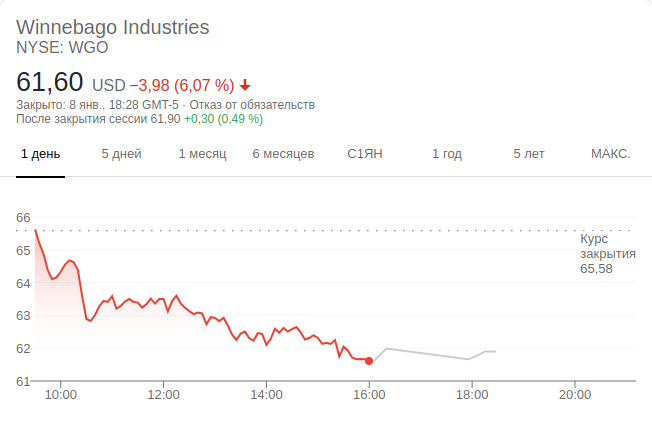 Winnebago Industries
NYSE: WGO
61,60 USD −3,98 (6,07 %)
Закрыто: 8 янв., 18:28 GMT-5 · Отказ от обязательств
После закрытия сессии 61,90 +0,30 (0,49 %)
1 день 5 дней 1 месяц 6 месяцев С1ЯН 1 год 5 лет МАКС.
66
Курс
закрытия
65,58
65
64
63
62
61
10:00 12:00 14:00 16:00 18:00 20:00